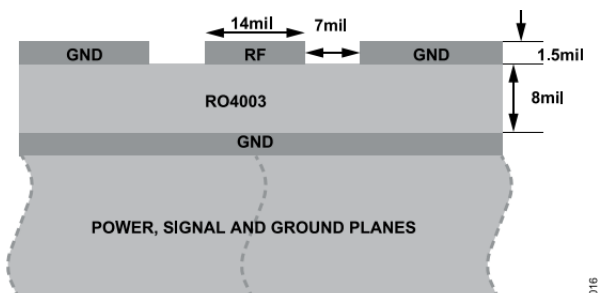 14mil
7mil
GND
RF
GND
1.5mil
RO4003
8mil
GND
POWER, SIGNAL AND GROUND PLANES
016